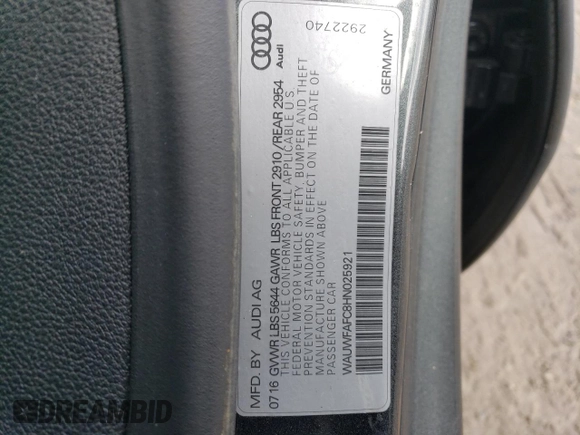 MFD. BY AUDI AG
0716 GVWR LBS 5644 GAWR LBS FRONT 2910/REAR 2954
THIS VEHICLE CONFORMS TO ALL APPLICABLE U.S.
FEDERAL MOTOR VEHICLE SAFETY, BUMPER AND THEFT
PREVENTION STANDARDS IN EFFECT ON THE DATE OF
MANUFACTURE SHOWN ABOVE
PASSENGER CAR
WAUWFAFC8HN025921
GERMANY
Audi
2922740
DREAMBID